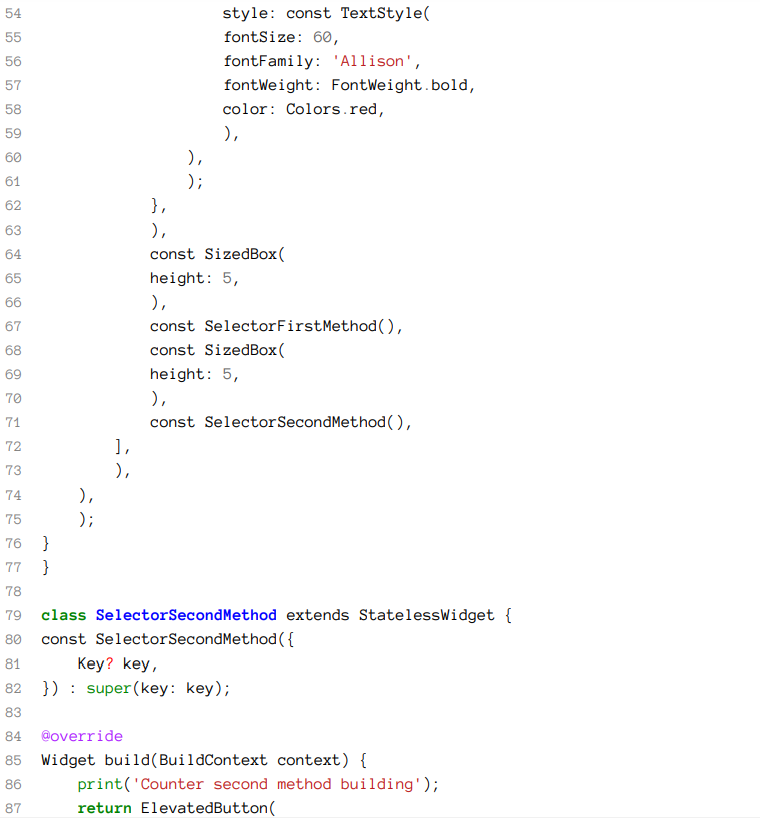 54 style: const TextStyle(
55 fontSize: 60,
56 fontFamily: 'Allison',
57 fontWeight: FontWeight.bold,
58 color: Colors.red,
59 ),
60 ),
61 );
62 },
63 ),
64 const SizedBox(
65 height: 5,
66 ),
67 const SelectorFirstMethod(),
68 const SizedBox(
69 height: 5,
70 ),
71 const SelectorSecondMethod(),
72 ],
73 ),
74 ),
75 );
76 }
77 }
78
79 class SelectorSecondMethod extends StatelessWidget {
80 const SelectorSecondMethod({
81 Key? key,
82 }) : super(key: key);
83
84 @override
85 Widget build(BuildContext context) {
86 print('Counter second method building');
87 return ElevatedButton(